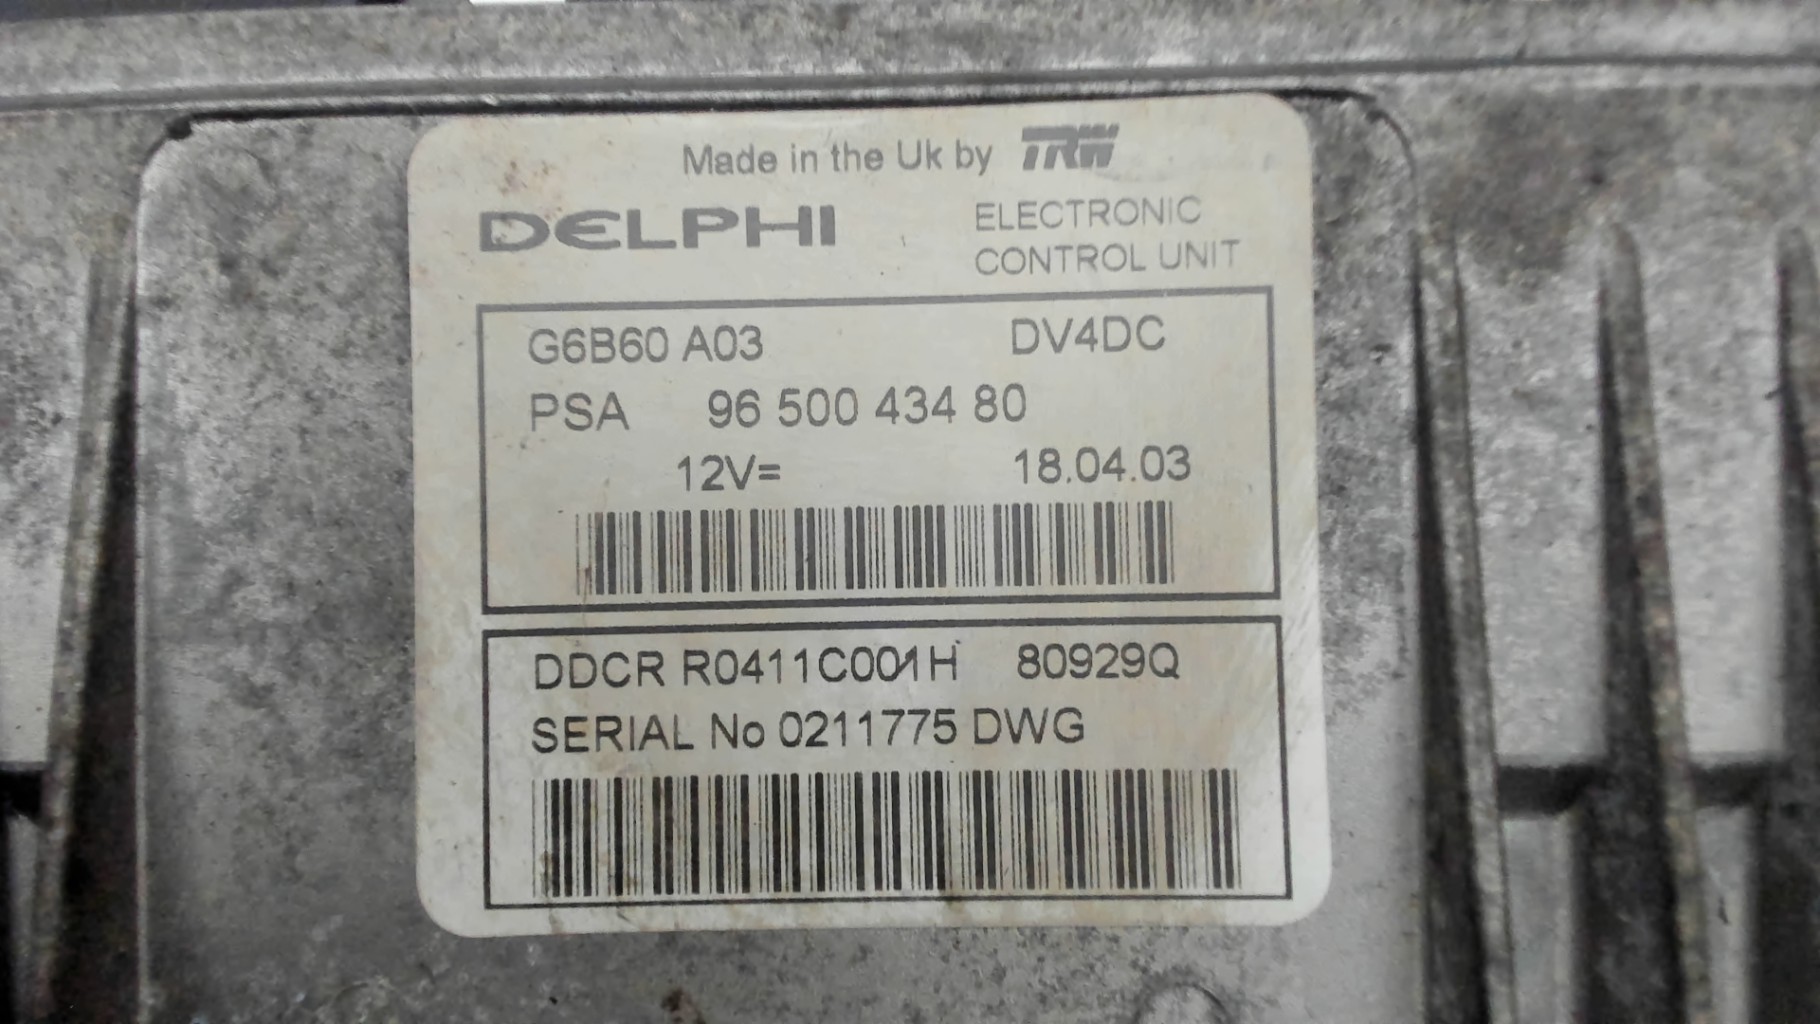 Made in the Uk by TRW
DELPHI
ELECTRONIC
CONTROL UNIT
G6B60 A03 DV4DC
PSA 96 500 434 80
12V= 18.04.03
DDCR R0411C001H 80929Q
SERIAL No 0211775 DWG